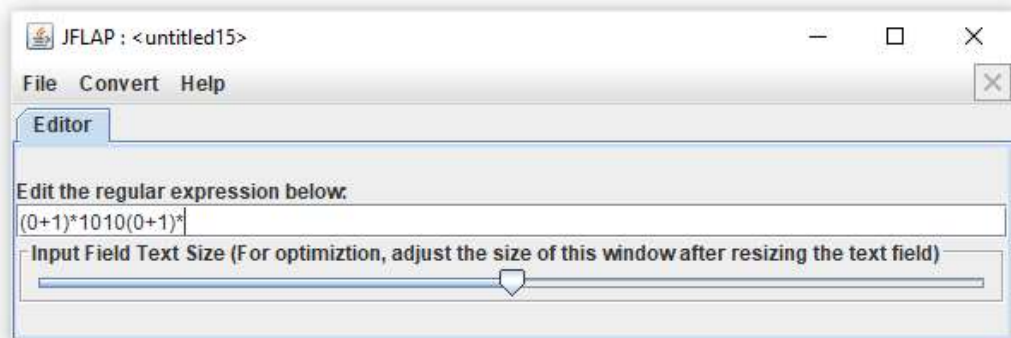 JFLAP : <untitled15>
File Convert Help
Editor
Edit the regular expression below:
(0+1)*1010(0+1)*
Input Field Text Size (For optimiztion, adjust the size of this window after resizing the text field)